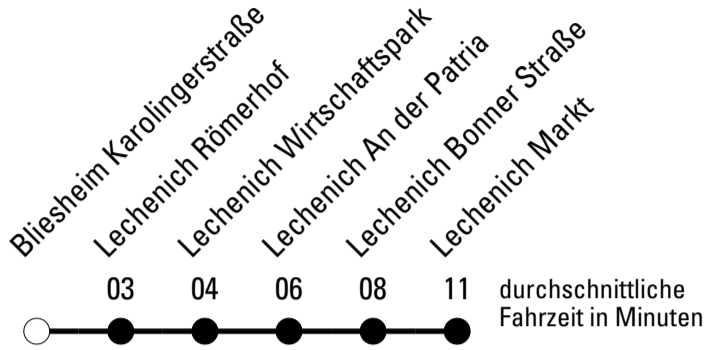 Bliesheim Karolingerstraße
Lechenich Römerhof
Lechenich Wirtschaftspark
Lechenich An der Patria
Lechenich Bonner Straße
Lechenich Markt
03 04 06 08 11
durchschnittliche
Fahrzeit in Minuten